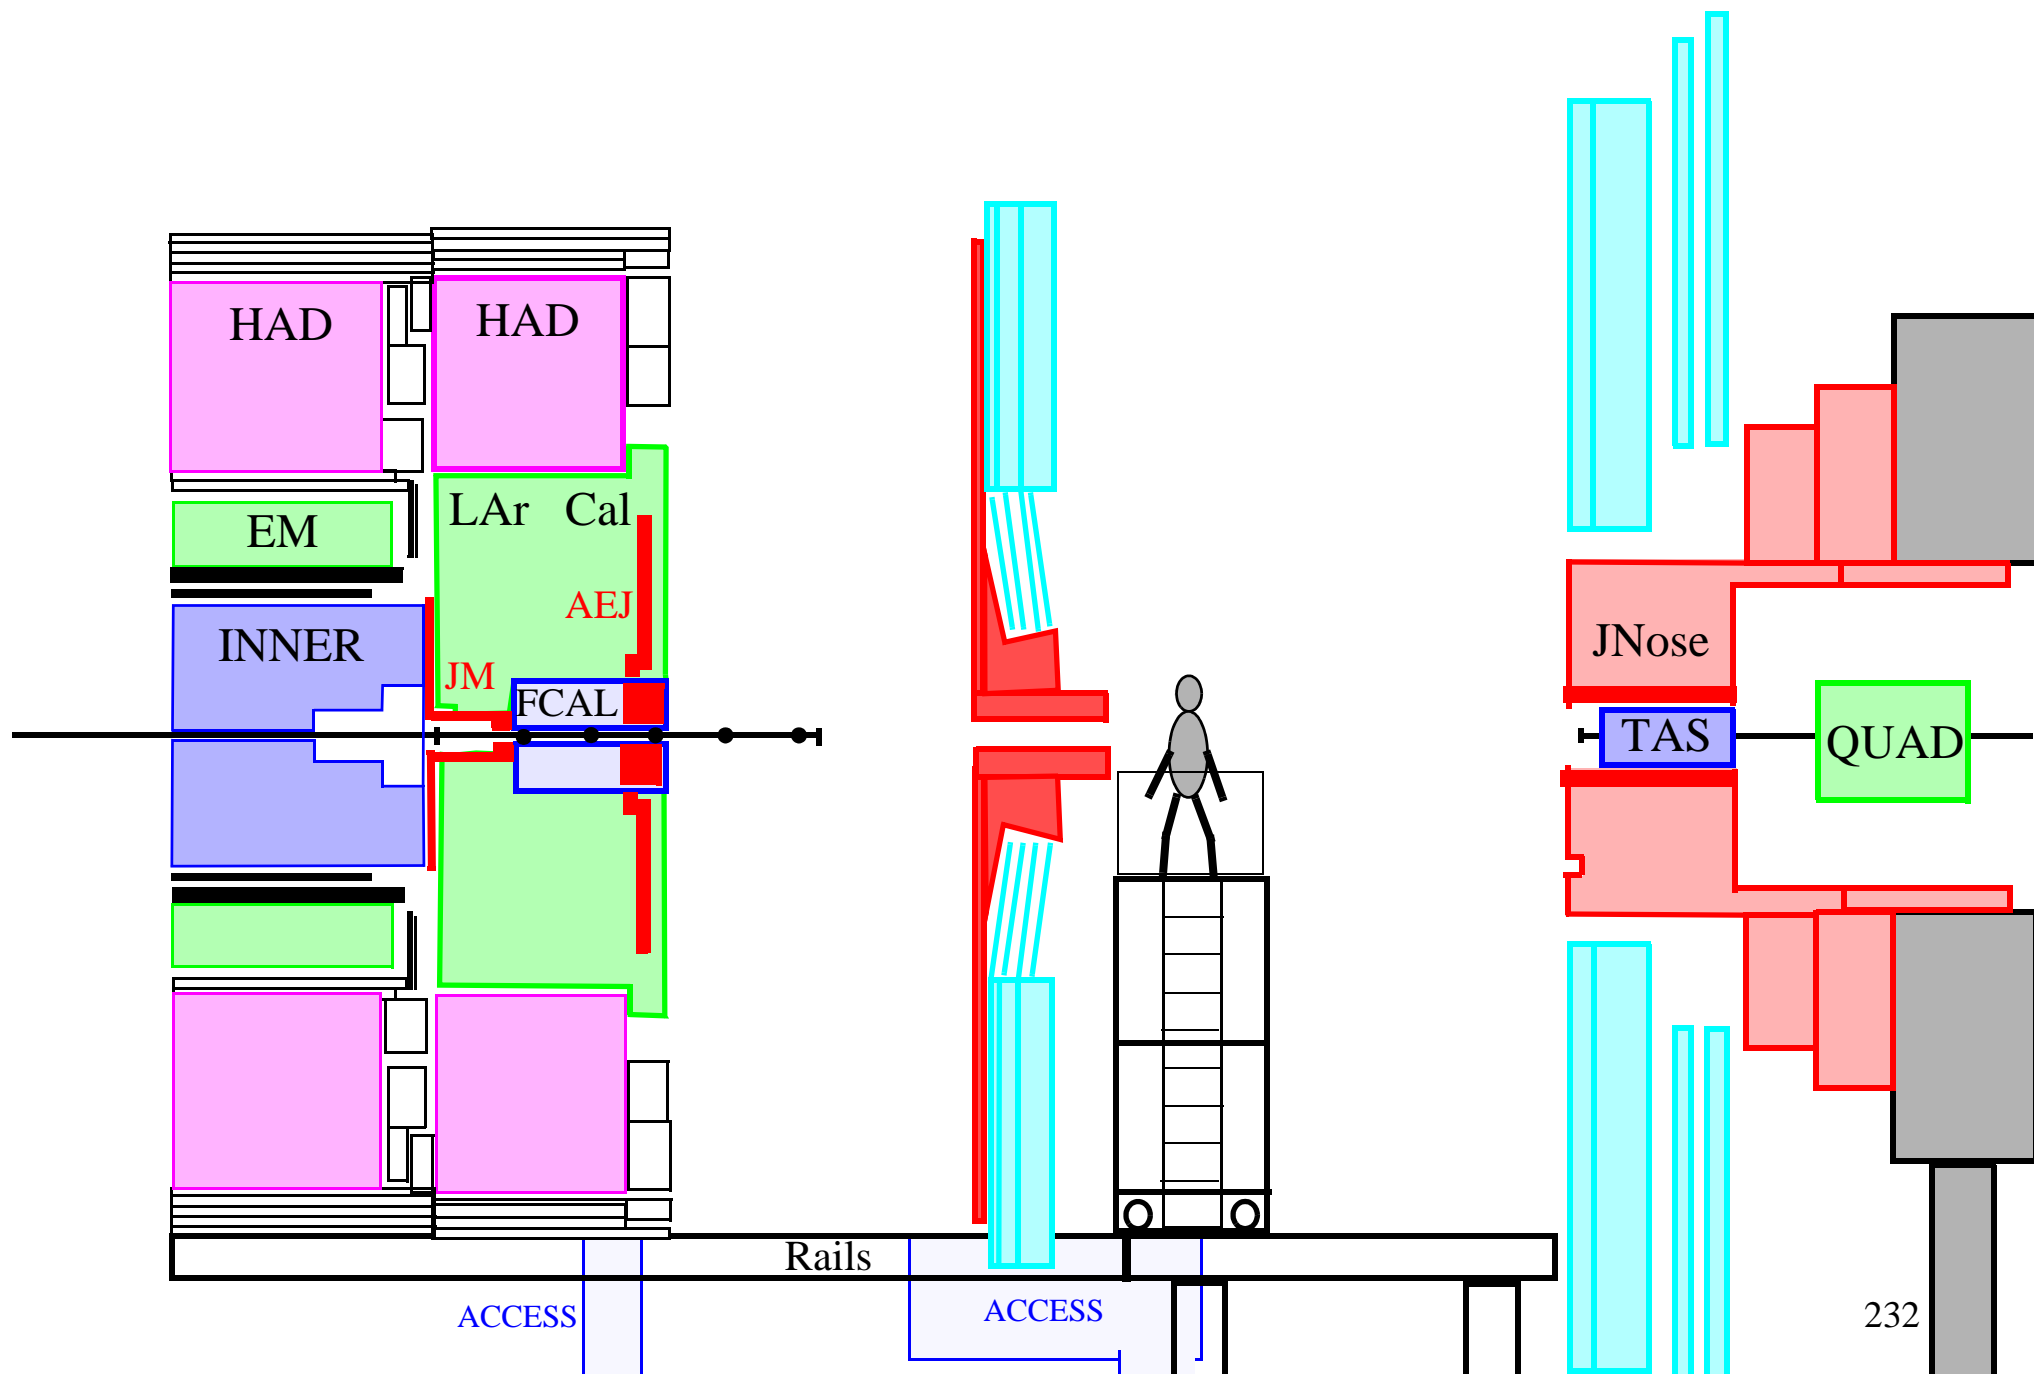 HAD
HAD
LAr Cal
EM
AEJ
INNER
JM
JNose
FCAL
TAS
QUAD
Rails
ACCESS
ACCESS
232